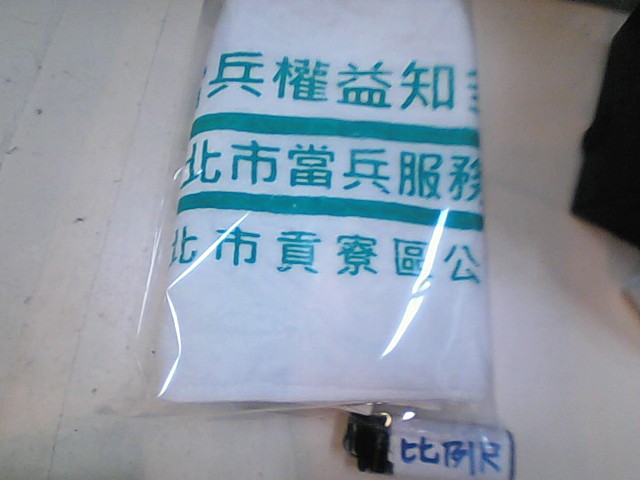 兵權益知
北市當兵服務
北市貢寮區公
比例尺